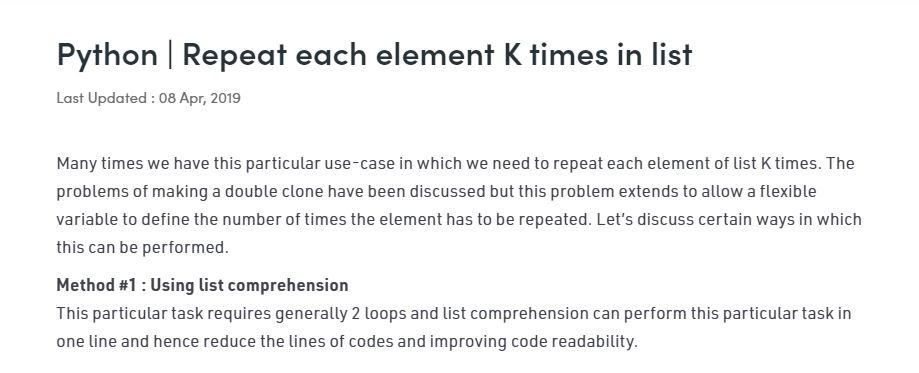 Python | Repeat each element K times in list
Last Updated : 08 Apr, 2019
Many times we have this particular use-case in which we need to repeat each element of list K times. The
problems of making a double clone have been discussed but this problem extends to allow a flexible
variable to define the number of times the element has to be repeated. Let's discuss certain ways in which
this can be performed.
Method #1 : Using list comprehension
This particular task requires generally 2 loops and list comprehension can perform this particular task in
one line and hence reduce the lines of codes and improving code readability.